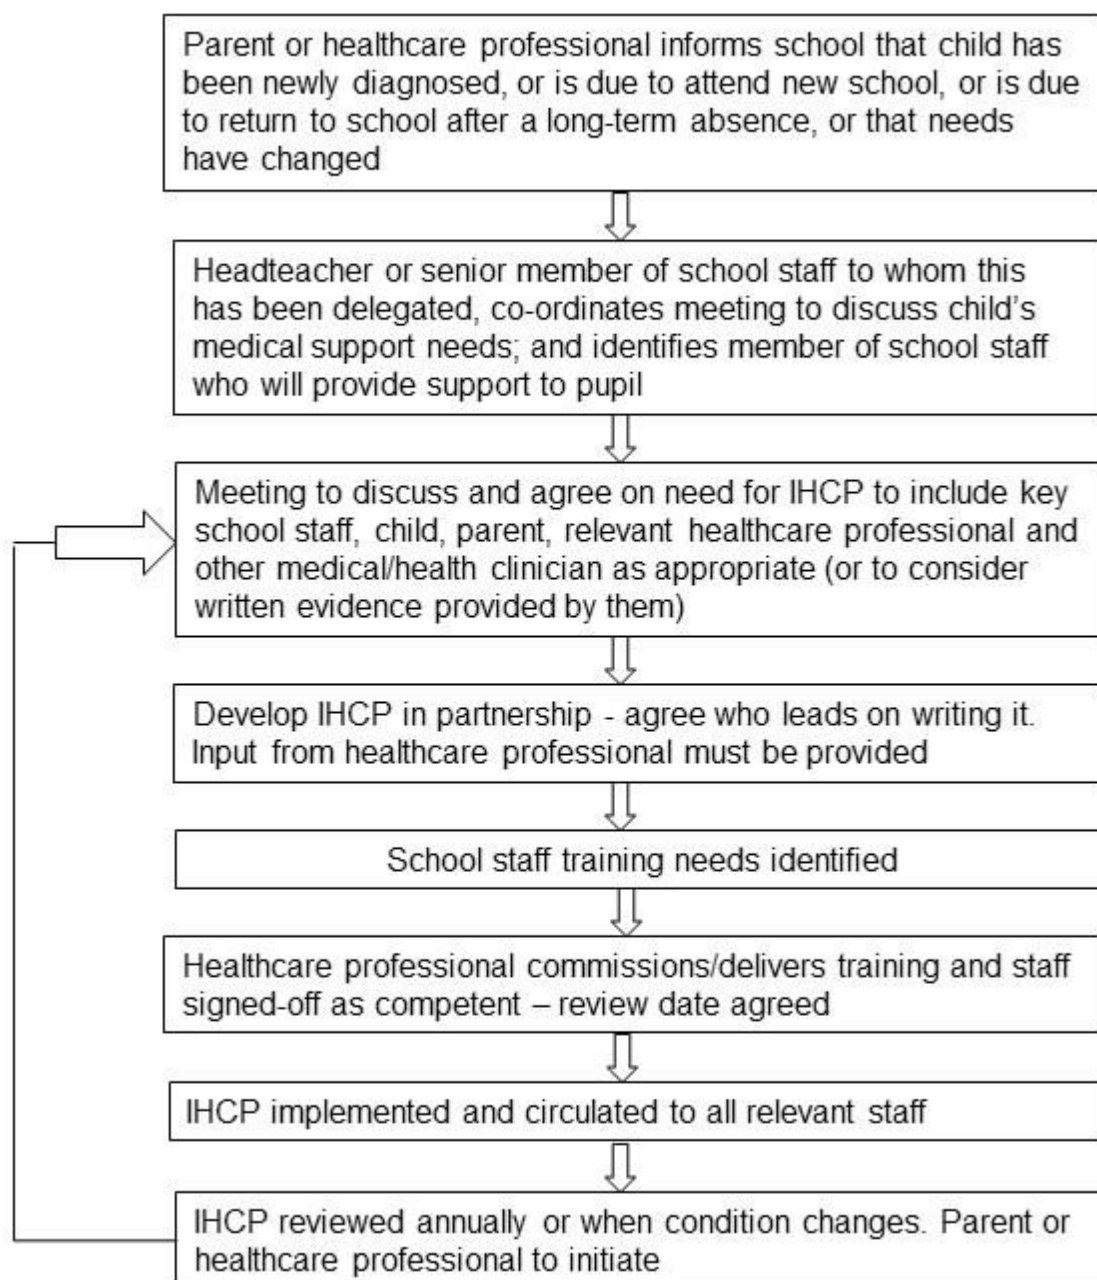 Parent or healthcare professional informs school that child has
been newly diagnosed, or is due to attend new school, or is due
to return to school after a long-term absence, or that needs
have changed
Headteacher or senior member of school staff to whom this
has been delegated, co-ordinates meeting to discuss child's
medical support needs; and identifies member of school staff
who will provide support to pupil
Meeting to discuss and agree on need for IHCP to include key
school staff, child, parent, relevant healthcare professional and
other medical/health clinician as appropriate (or to consider
written evidence provided by them)
Develop IHCP in partnership - agree who leads on writing it.
Input from healthcare professional must be provided
School staff training needs identified
Healthcare professional commissions/delivers training and staff
signed-off as competent – review date agreed
IHCP implemented and circulated to all relevant staff
IHCP reviewed annually or when condition changes. Parent or
healthcare professional to initiate